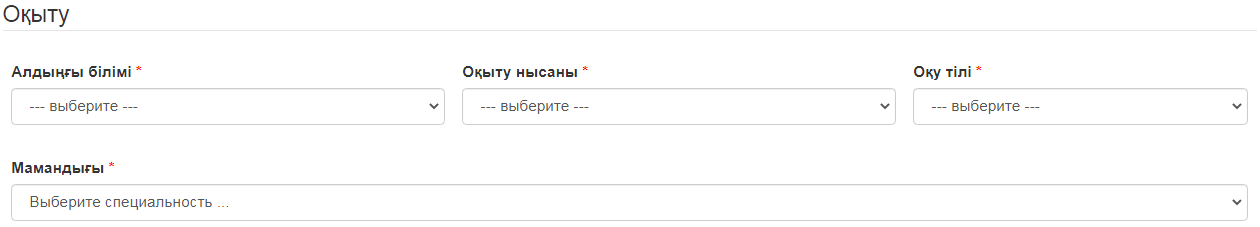 Оқыту
Алдыңғы білімі * Оқыту нысаны * Оқу тілі *
--- выберите --- --- выберите --- --- выберите ---
Мамандығы *
Выберите специальность ...